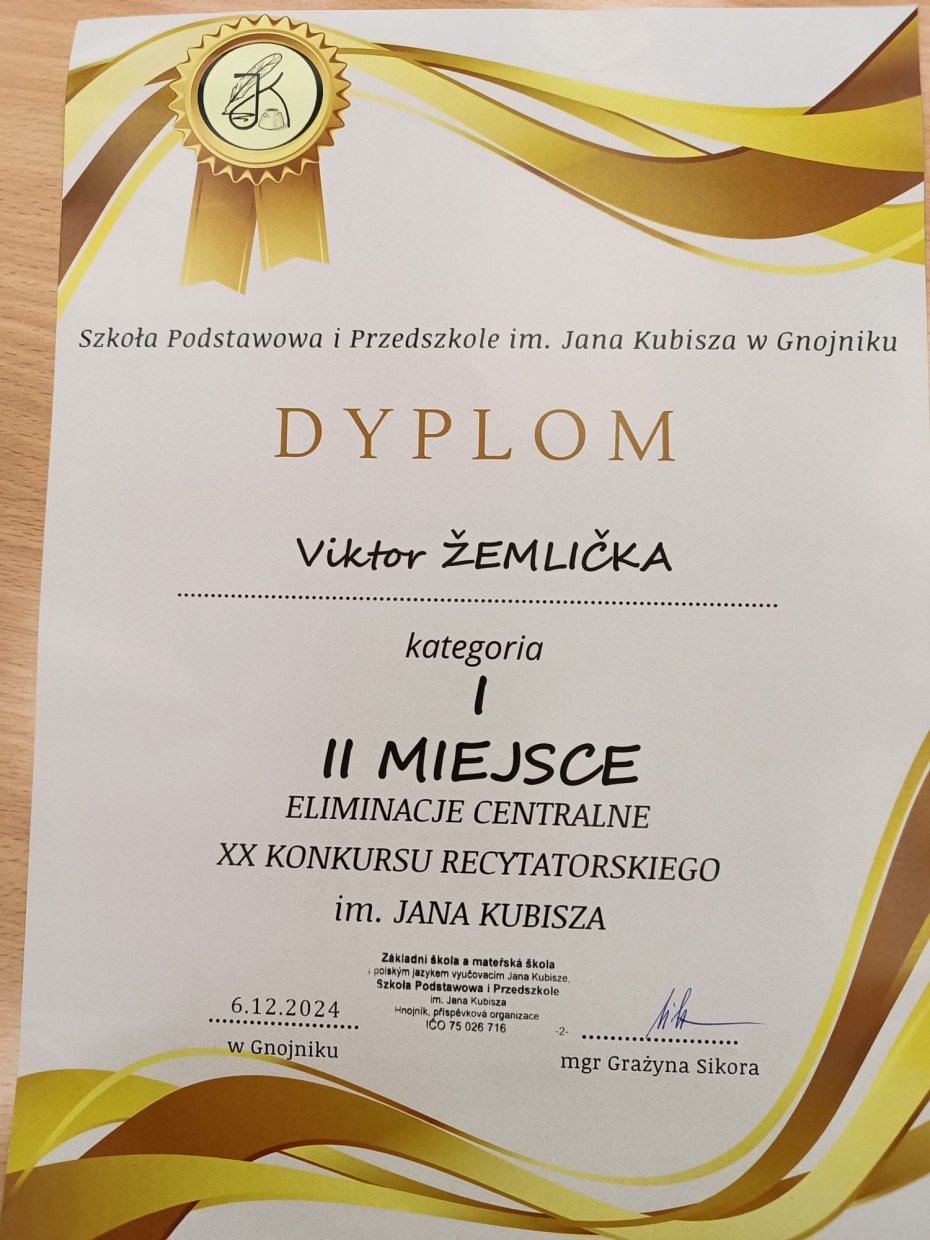 JK
Szkoła Podstawowa i Przedszkole im. Jana Kubisza w Gnojniku
DYPLOM
Viktor ŽEMLIČKA
kategoria
I
II MIEJSCE
ELIMINACJE CENTRALNE
XX KONKURSU RECYTATORSKIEGO
im. JANA KUBISZA
Základní škola a mateřská škola
s polským jazykem vyučovacím Jana Kubisze,
Szkoła Podstawowa i Przedszkole
im. Jana Kubisza
Hnojník, příspěvková organizace
IČO 75 026 716
-2-
6.12.2024
w Gnojniku
mgr Grażyna Sikora